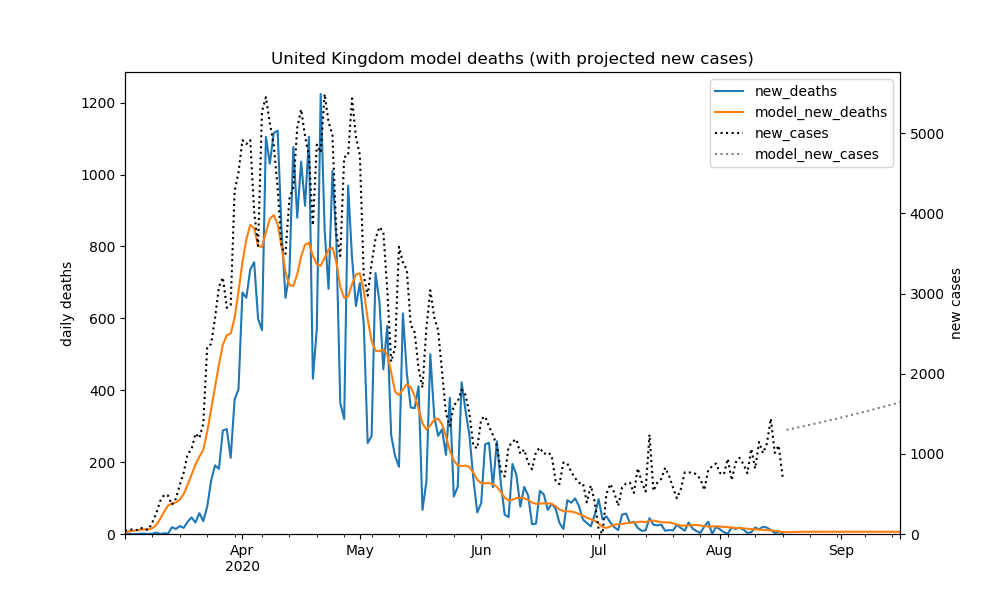 United Kingdom model deaths (with projected new cases)
new_deaths
model_new_deaths
new_cases
model_new_cases
daily deaths
1200
1000
800
600
400
200
0
new cases
5000
4000
3000
2000
1000
0
Apr
2020
May
Jun
Jul
Aug
Sep